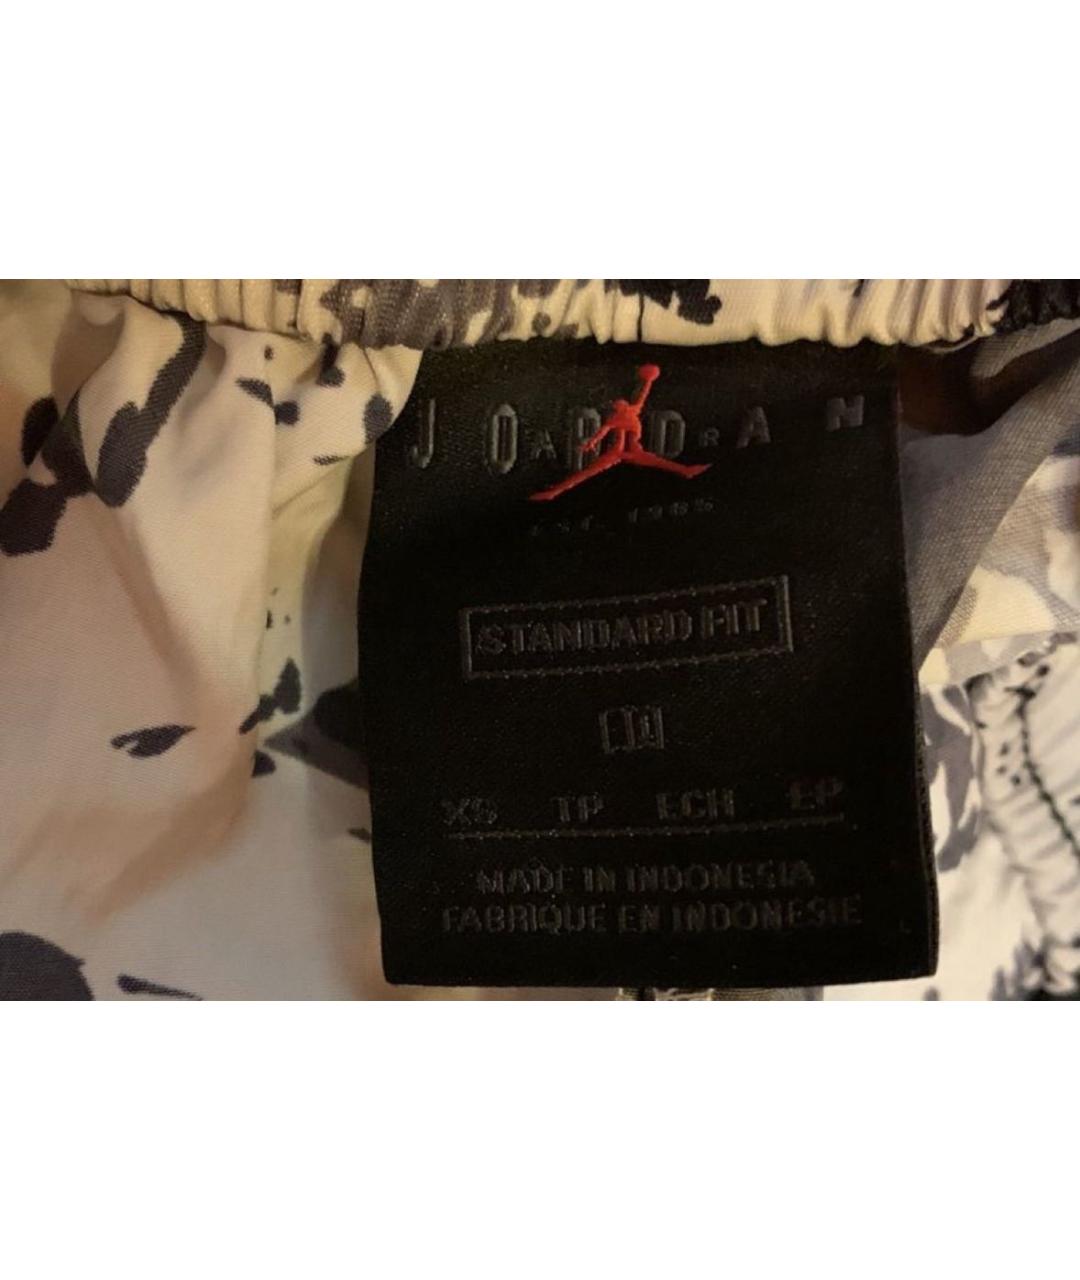 JORDAN
EST. 1985
STANDARD FIT
XS TP ECH EP
MADE IN INDONESIA
FABRIQUE EN INDONESIE